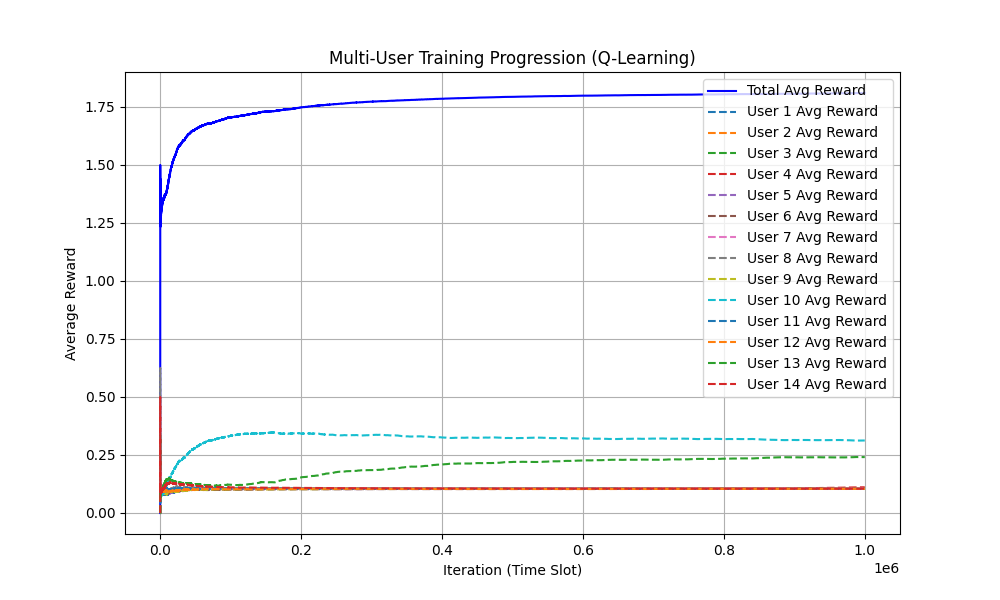 Multi-User Training Progression (Q-Learning)
Average Reward
1.75
1.50
1.25
1.00
0.75
0.50
0.25
0.00
Total Avg Reward
User 1 Avg Reward
User 2 Avg Reward
User 3 Avg Reward
User 4 Avg Reward
User 5 Avg Reward
User 6 Avg Reward
User 7 Avg Reward
User 8 Avg Reward
User 9 Avg Reward
User 10 Avg Reward
User 11 Avg Reward
User 12 Avg Reward
User 13 Avg Reward
User 14 Avg Reward
0.0 0.2 0.4 0.6 0.8 1.0
1e6
Iteration (Time Slot)